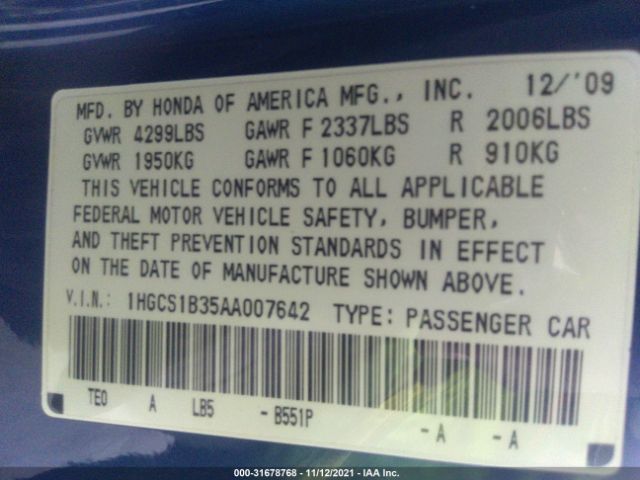 MFD. BY HONDA OF AMERICA MFG., INC. 12/'09
GVWR 4299LBS GAWR F 2337LBS R 2006LBS
GVWR 1950KG GAWR F 1060KG R 910KG
THIS VEHICLE CONFORMS TO ALL APPLICABLE
FEDERAL MOTOR VEHICLE SAFETY, BUMPER,
AND THEFT PREVENTION STANDARDS IN EFFECT
ON THE DATE OF MANUFACTURE SHOWN ABOVE.
V.I.N.: 1HGCS1B35AA007642 TYPE: PASSENGER CAR
TEO A LB5 - B551P - A - A
000-31678768 - 11/12/2021 - IAA Inc.